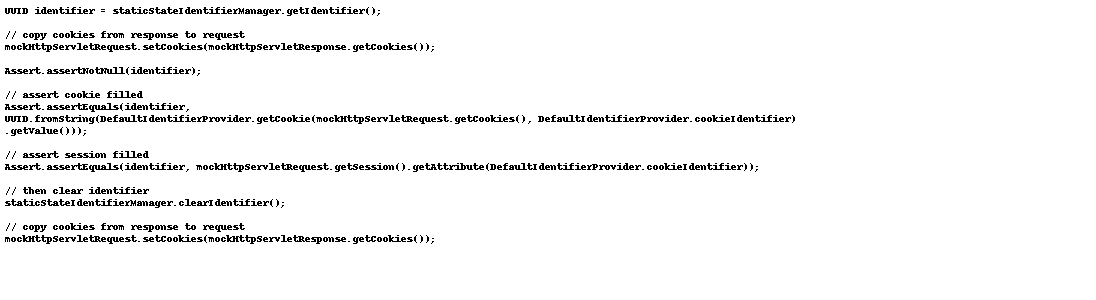 UUID identifier = staticStateIdentifierManager.getIdentifier();
// copy cookies from response to request
mockHttpServletRequest.setCookies(mockHttpServletResponse.getCookies());
Assert.assertNotNull(identifier);
// assert cookie filled
Assert.assertEquals(identifier,
UUID.fromString(DefaultIdentifierProvider.getCookie(mockHttpServletRequest.getCookies(), DefaultIdentifierProvider.cookieIdentifier)
.getValue()));
// assert session filled
Assert.assertEquals(identifier, mockHttpServletRequest.getSession().getAttribute(DefaultIdentifierProvider.cookieIdentifier));
// then clear identifier
staticStateIdentifierManager.clearIdentifier();
// copy cookies from response to request
mockHttpServletRequest.setCookies(mockHttpServletResponse.getCookies());